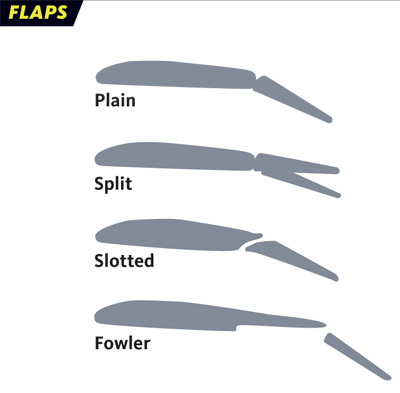 FLAPS
Plain
Split
Slotted
Fowler